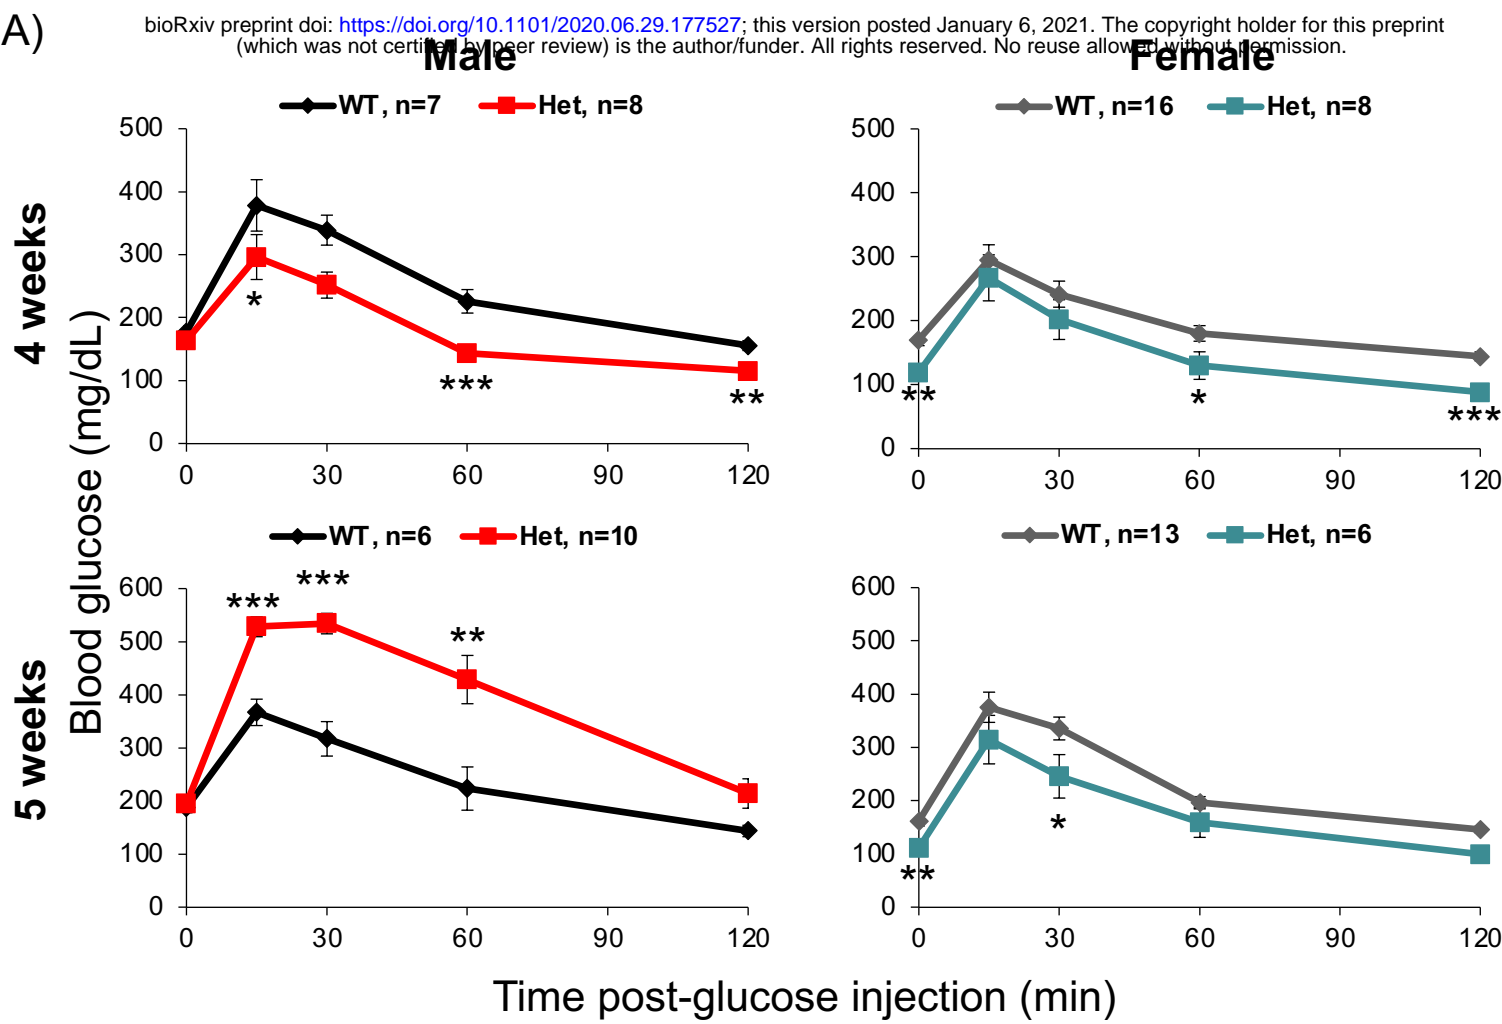 A)
bioRxiv preprint doi: https://doi.org/10.1101/2020.06.29.177527; this version posted January 6, 2021. The copyright holder for this preprint
(which was not certified by peer review) is the author/funder. All rights reserved. No reuse allowed without permission.
Male
Female
WT, n=7 Het, n=8
WT, n=16 Het, n=8
4 weeks
5 weeks
Blood glucose (mg/dL)
500
400
300
200
100
0
0 30 60 90 120
*
***
**
500
400
300
200
100
0
0 30 60 90 120
**
*
***
WT, n=6 Het, n=10
WT, n=13 Het, n=6
600
500
400
300
200
100
0
0 30 60 90 120
***
***
**
600
500
400
300
200
100
0
0 30 60 90 120
**
*
Time post-glucose injection (min)